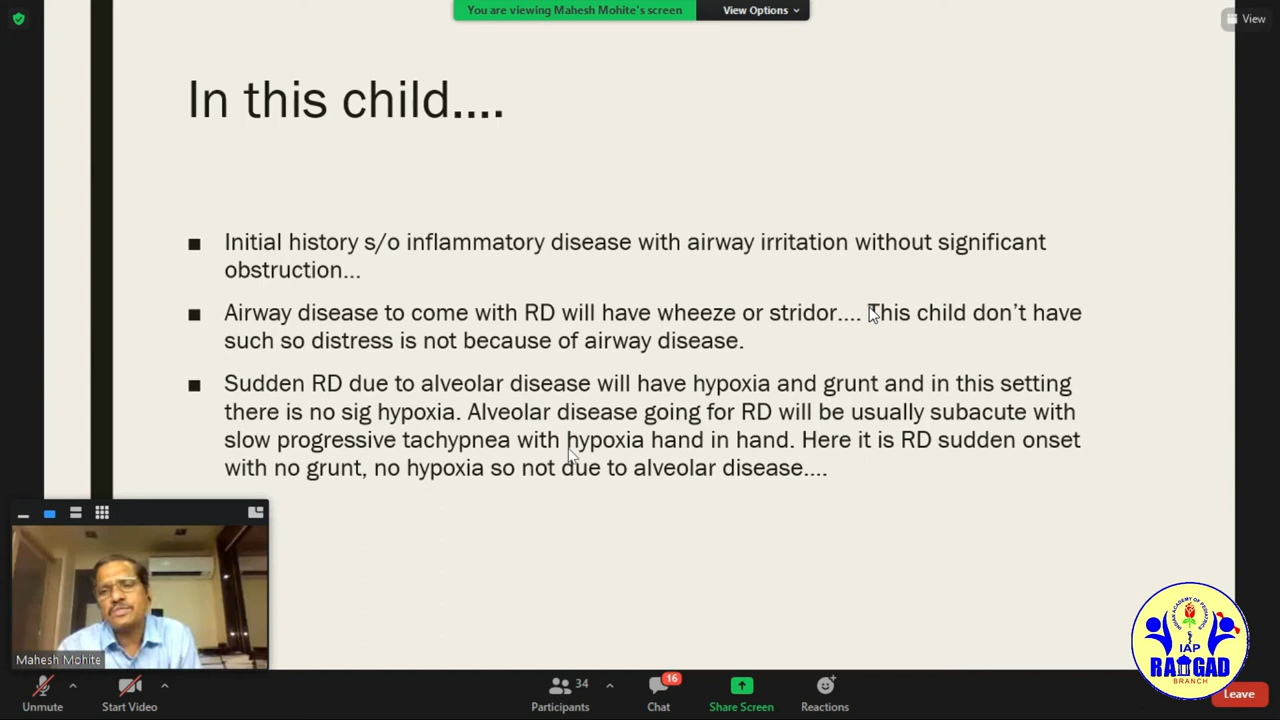 You are viewing Mahesh Mohite's screen
View Options
View
In this child....
■ Initial history s/o inflammatory disease with airway irritation without significant
obstruction...
■ Airway disease to come with RD will have wheeze or stridor.... This child don't have
such so distress is not because of airway disease.
■ Sudden RD due to alveolar disease will have hypoxia and grunt and in this setting
there is no sig hypoxia. Alveolar disease going for RD will be usually subacute with
slow progressive tachypnea with hypoxia hand in hand. Here it is RD sudden onset
with no grunt, no hypoxia so not due to alveolar disease....
Mahesh Mohite
INDIAN ACADEMY OF PEDIATRICS
IAP
RAIGAD
BRANCH
Unmute
Start Video
34
Participants
16
Chat
Share Screen
Reactions
Leave